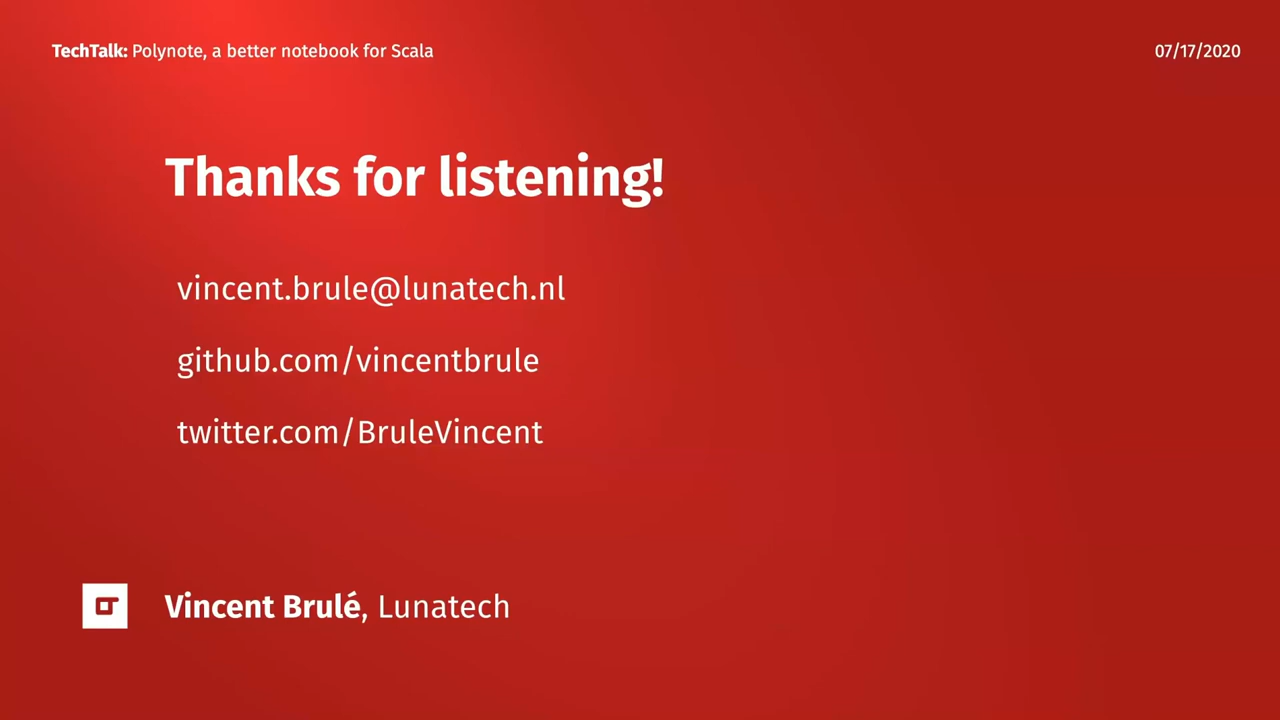 TechTalk: Polynote, a better notebook for Scala
07/17/2020
Thanks for listening!
vincent.brule@lunatech.nl
github.com/vincentbrule
twitter.com/BruleVincent
Vincent Brulé, Lunatech